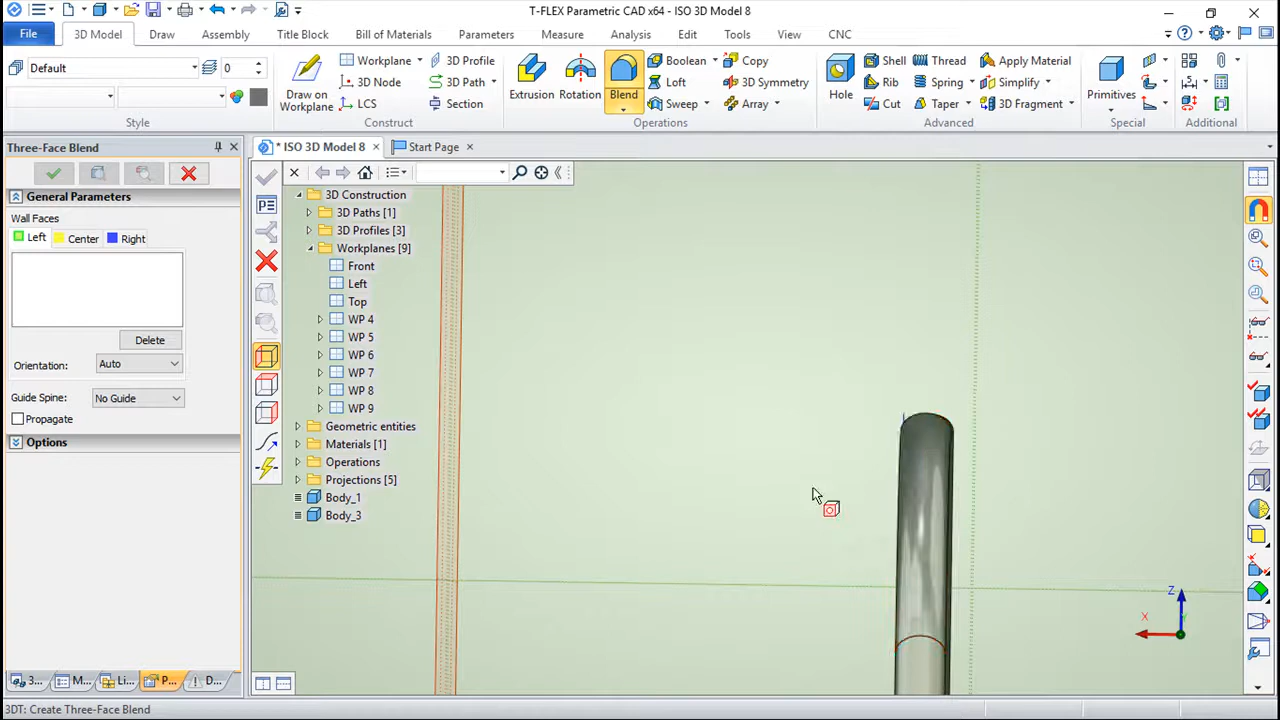 T-FLEX Parametric CAD x64 - ISO 3D Model 8
File
3D Model
Draw
Assembly
Title Block
Bill of Materials
Parameters
Measure
Analysis
Edit
Tools
View
CNC
Default
0
Style
Draw on
Workplane
Workplane
3D Node
LCS
3D Profile
3D Path
Section
Construct
Extrusion
Rotation
Blend
Boolean
Loft
Sweep
Copy
3D Symmetry
Array
Operations
Hole
Shell
Rib
Cut
Thread
Spring
Taper
Apply Material
Simplify
3D Fragment
Advanced
Primitives
Special
Additional
Three-Face Blend
* ISO 3D Model 8
Start Page
General Parameters
Wall Faces
Left
Center
Right
Delete
Orientation:
Auto
Guide Spine:
No Guide
Propagate
Options
3D Construction
3D Paths [1]
3D Profiles [3]
Workplanes [9]
Front
Left
Top
WP 4
WP 5
WP 6
WP 7
WP 8
WP 9
Geometric entities
Materials [1]
Operations
Projections [5]
Body_1
Body_3
Z
X
Y
3...
M...
Li...
P...
D...
3DT: Create Three-Face Blend